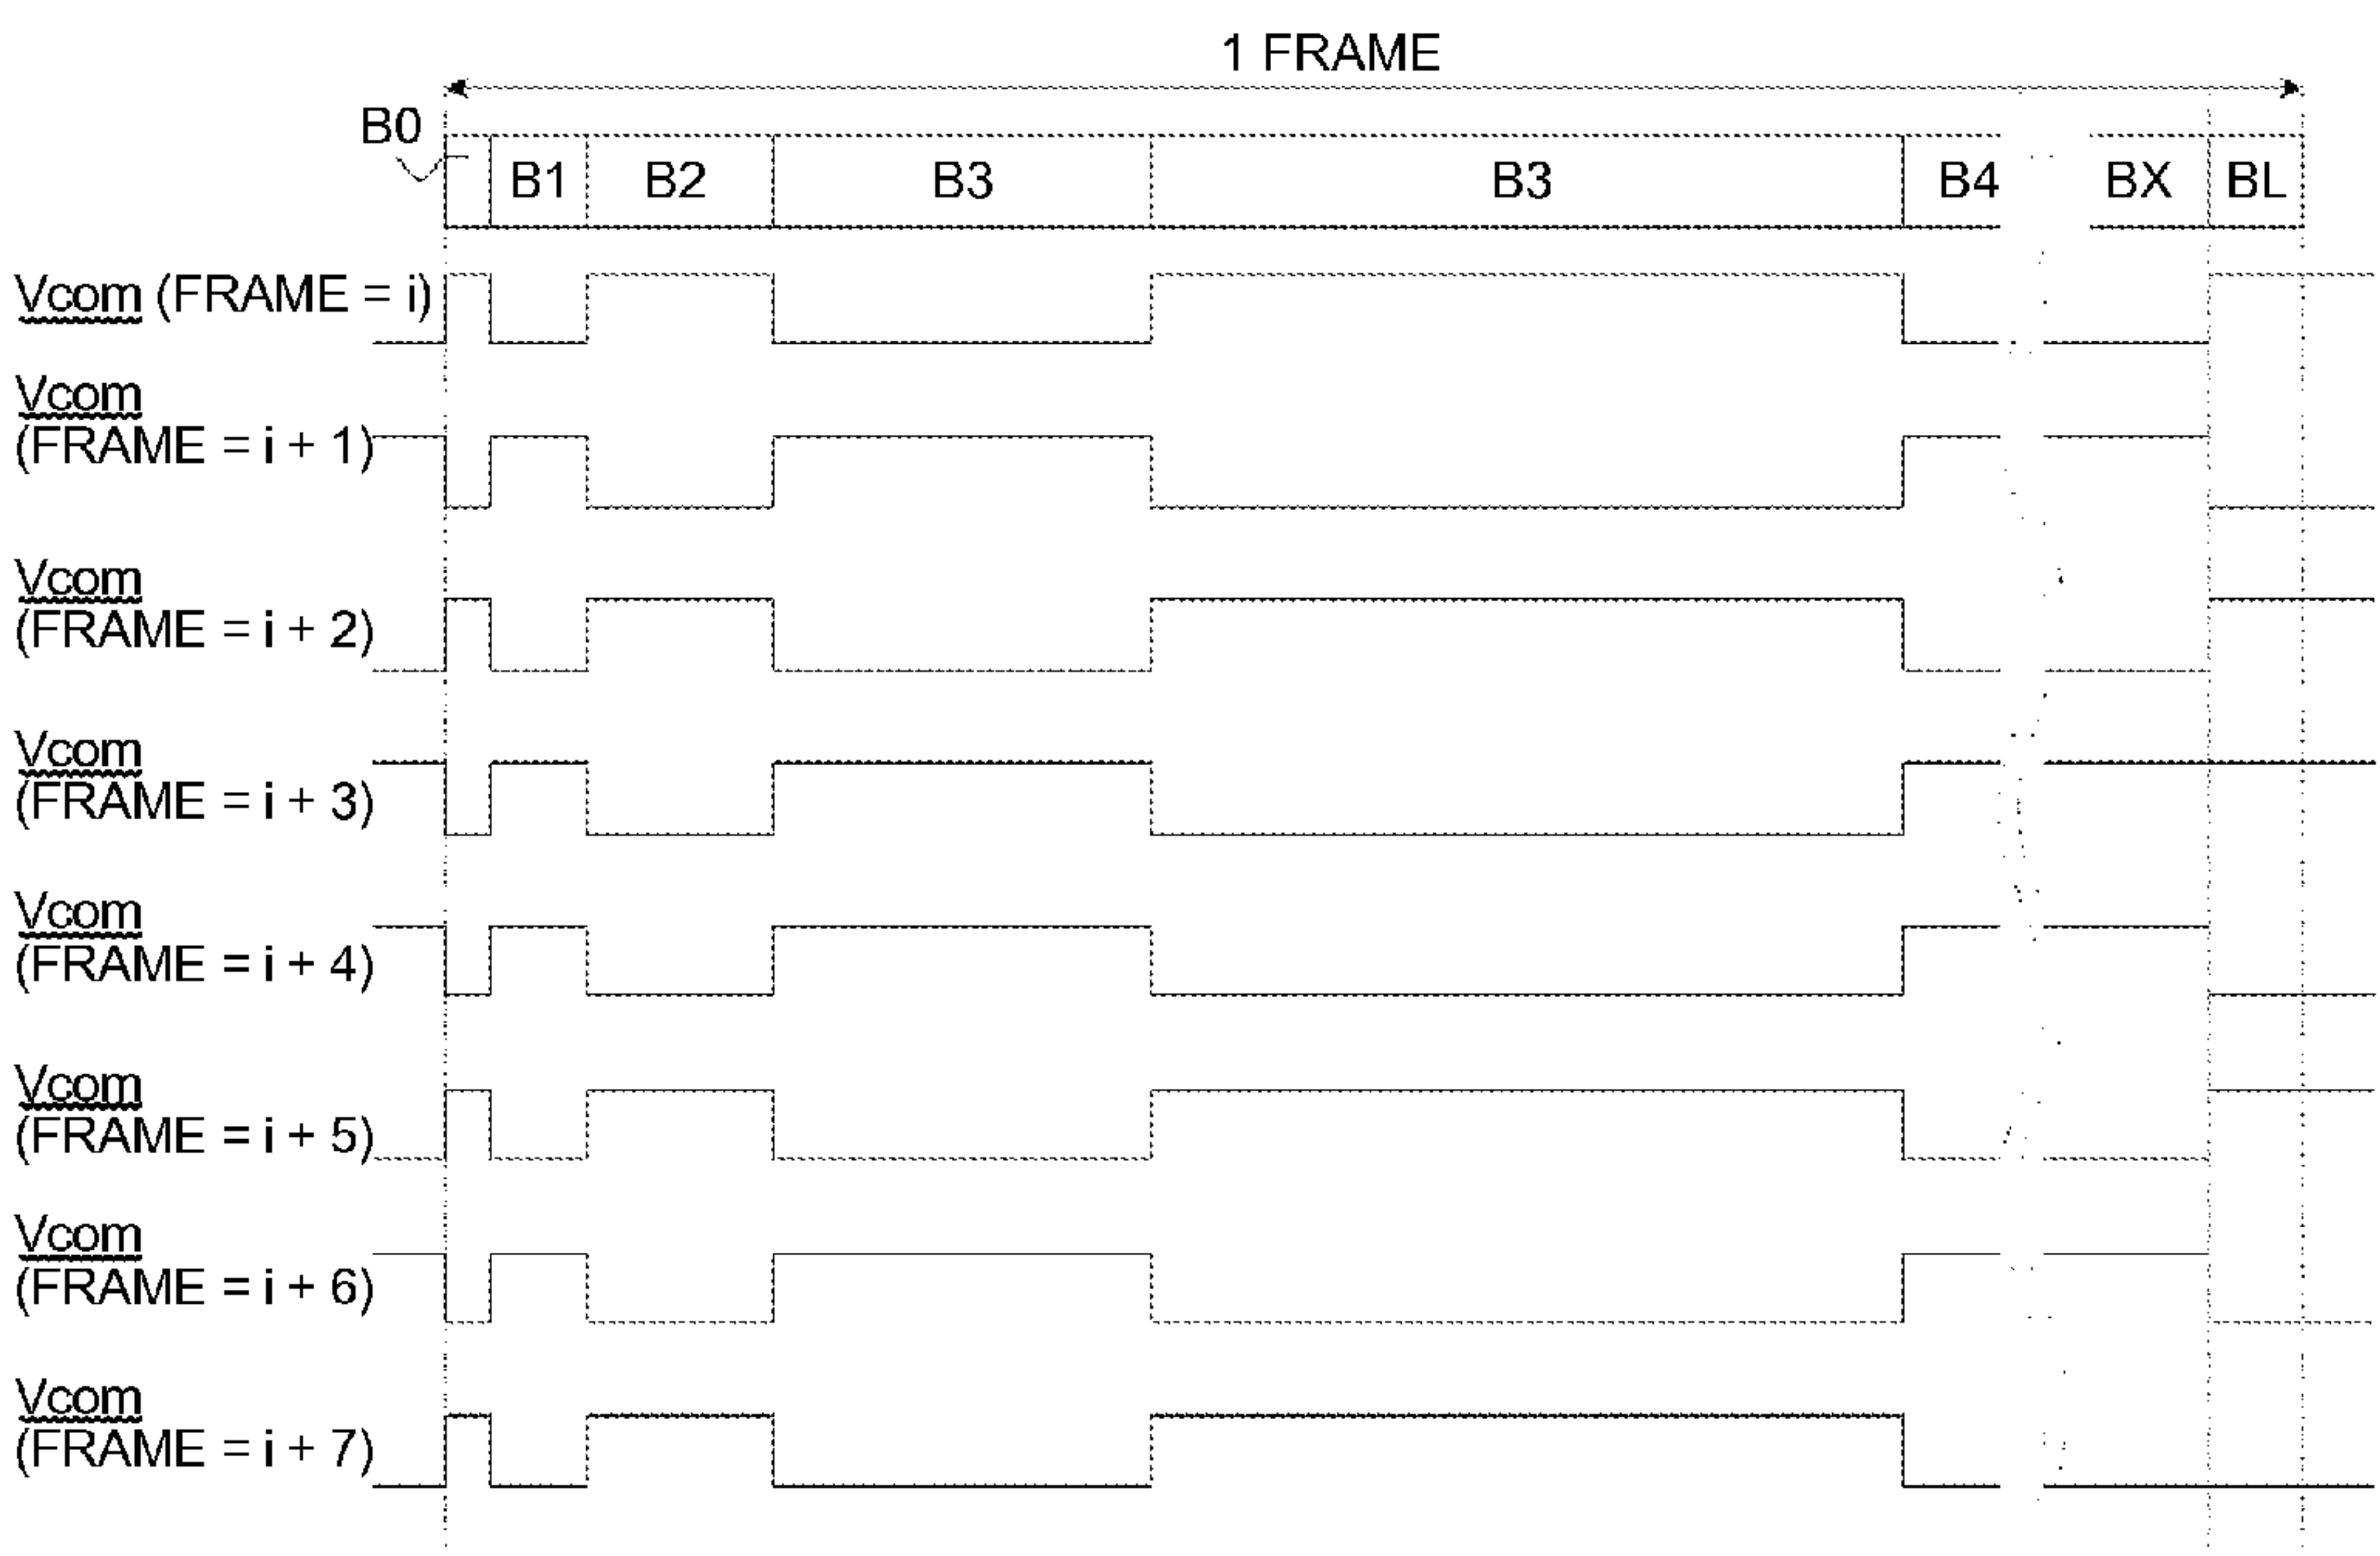 1 FRAME
B0
B1 B2 B3 B3 B4 BX BL
Vcom (FRAME = i)
Vcom
(FRAME = i + 1)
Vcom
(FRAME = i + 2)
Vcom
(FRAME = i + 3)
Vcom
(FRAME = i + 4)
Vcom
(FRAME = i + 5)
Vcom
(FRAME = i + 6)
Vcom
(FRAME = i + 7)